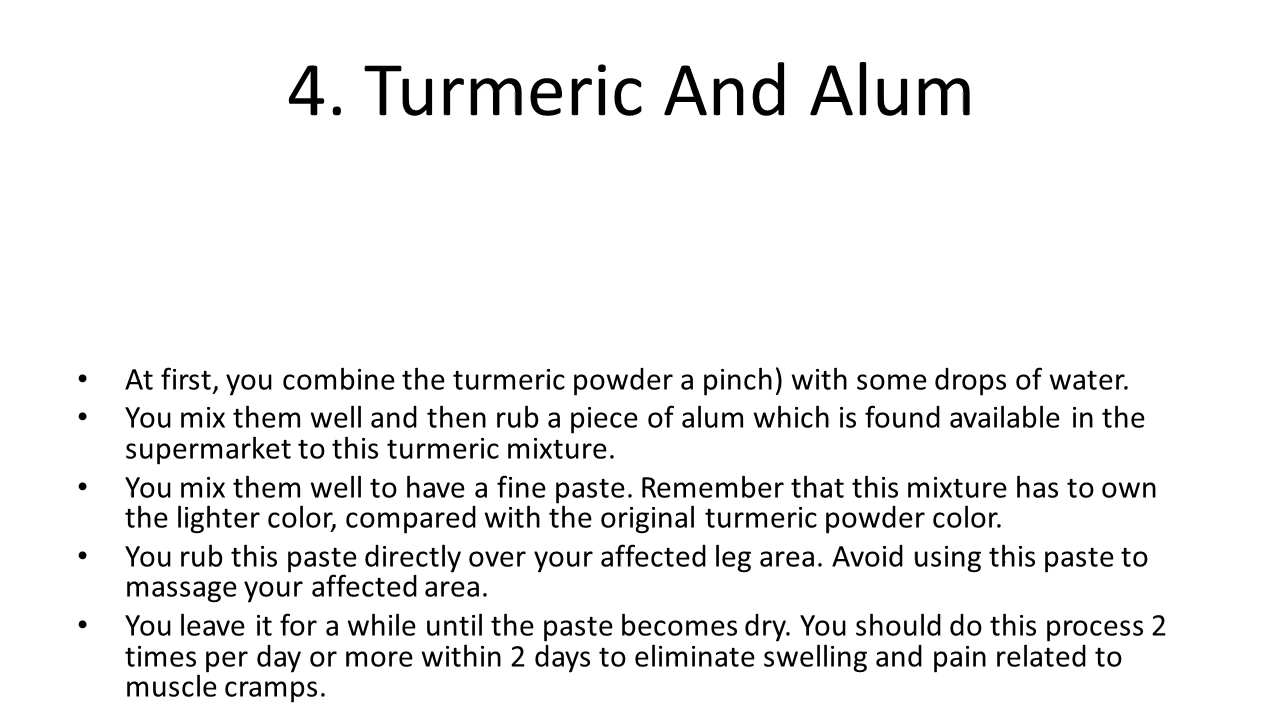 4. Turmeric And Alum
• At first, you combine the turmeric powder a pinch) with some drops of water.
• You mix them well and then rub a piece of alum which is found available in the
supermarket to this turmeric mixture.
• You mix them well to have a fine paste. Remember that this mixture has to own
the lighter color, compared with the original turmeric powder color.
• You rub this paste directly over your affected leg area. Avoid using this paste to
massage your affected area.
• You leave it for a while until the paste becomes dry. You should do this process 2
times per day or more within 2 days to eliminate swelling and pain related to
muscle cramps.